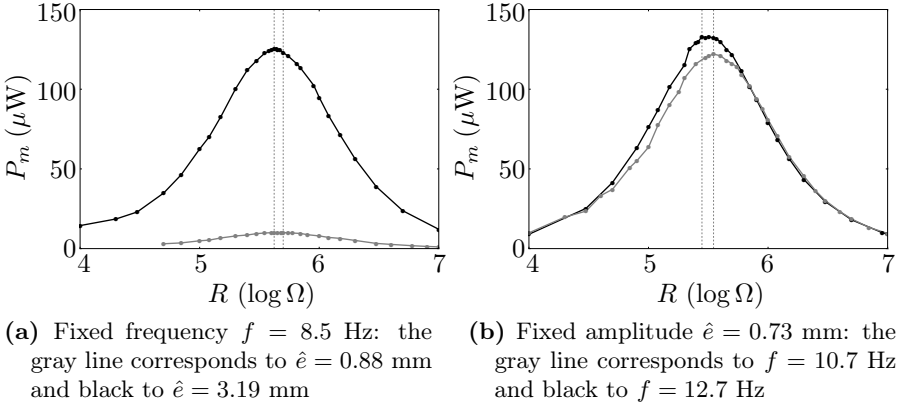 150
100
50
0
P_m (μW)
4 5 6 7
R (log Ω)
150
100
50
0
P_m (μW)
4 5 6 7
R (log Ω)
(a) Fixed frequency f = 8.5 Hz: the
gray line corresponds to ê = 0.88 mm
and black to ê = 3.19 mm
(b) Fixed amplitude ê = 0.73 mm: the
gray line corresponds to f = 10.7 Hz
and black to f = 12.7 Hz